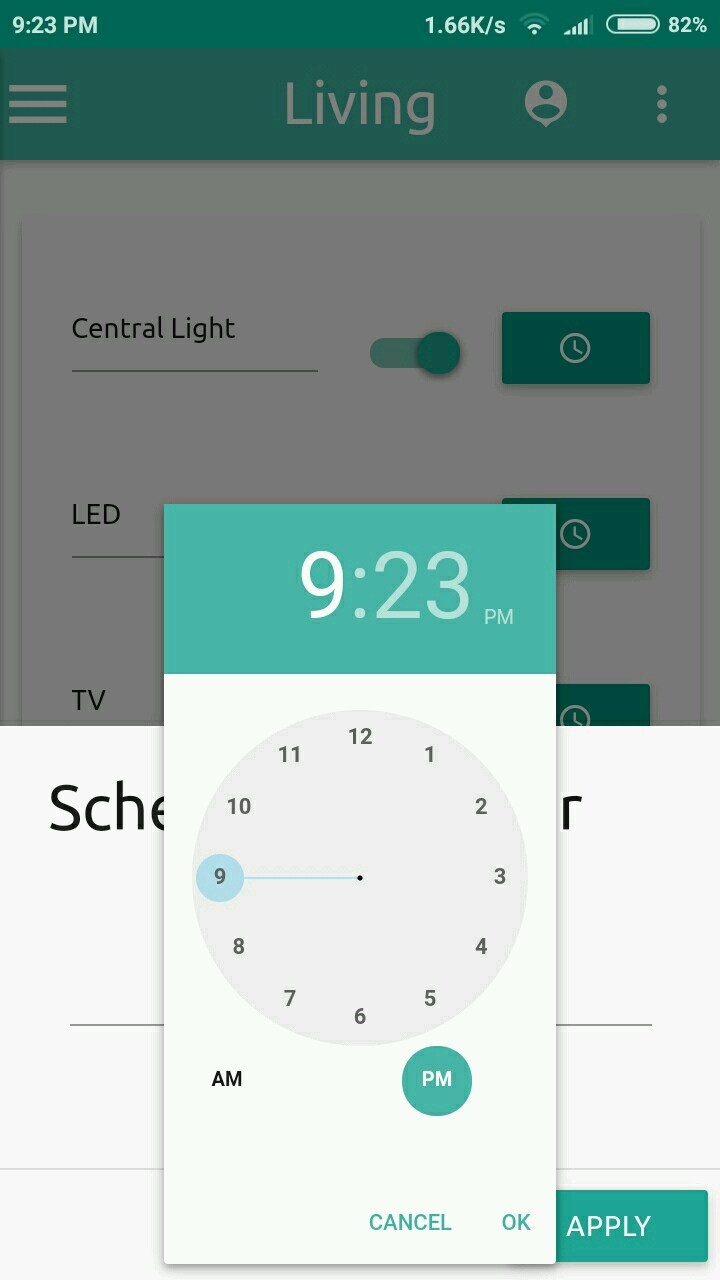 9:23 PM 1.66K/s 82%
Living
Central Light
LED
9:23 PM
TV
12
11 1
10 2
Sche r
9 3
8 4
7 5
6
AM PM
CANCEL OK APPLY